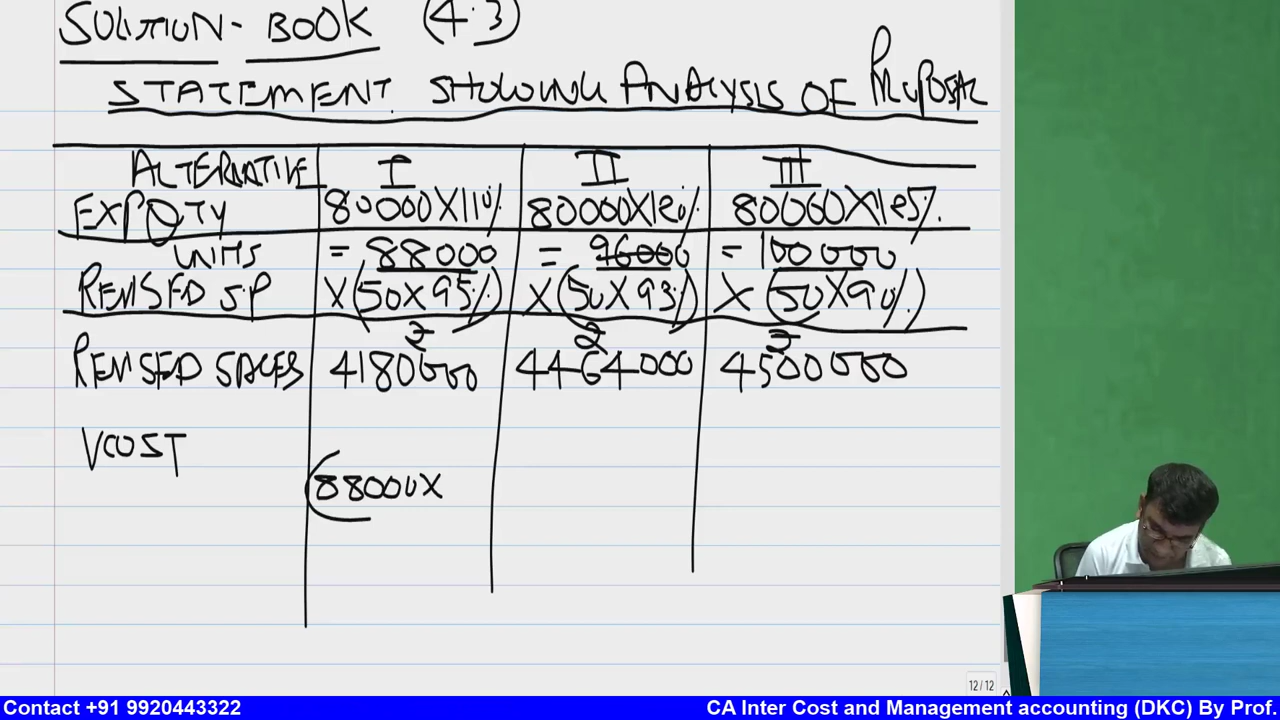 SOLUTION - BOOK (4.3)
STATEMENT SHOWING ANALYSIS OF PROPOSAL
ALTERNATIVE I II III
EXP QTY 80000X110% 80000X120% 80000X125%
UNITS = 88000 = 96000 = 100000
REVISED S.P X (50X95%) X (50X93%) X (50X90%)
REVISED SALES 4180000 4464000 4500000
VCOST
(88000X
12/12
Contact +91 9920443322 CA Inter Cost and Management accounting (DKC) By Prof.